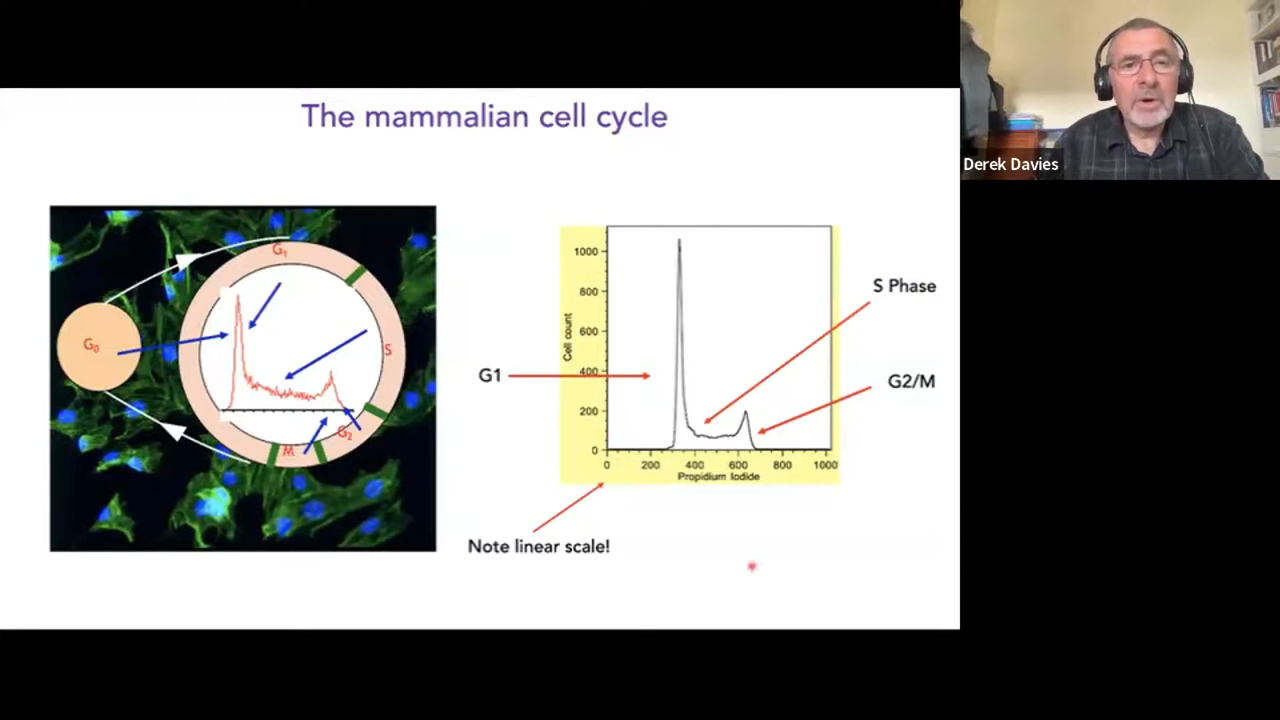 The mammalian cell cycle
Derek Davies
G₁
G₀
S
G₂
M
1000
800
600
400
200
0
Cell count
0 200 400 600 800 1000
Propidium Iodide
G1
S Phase
G2/M
Note linear scale!